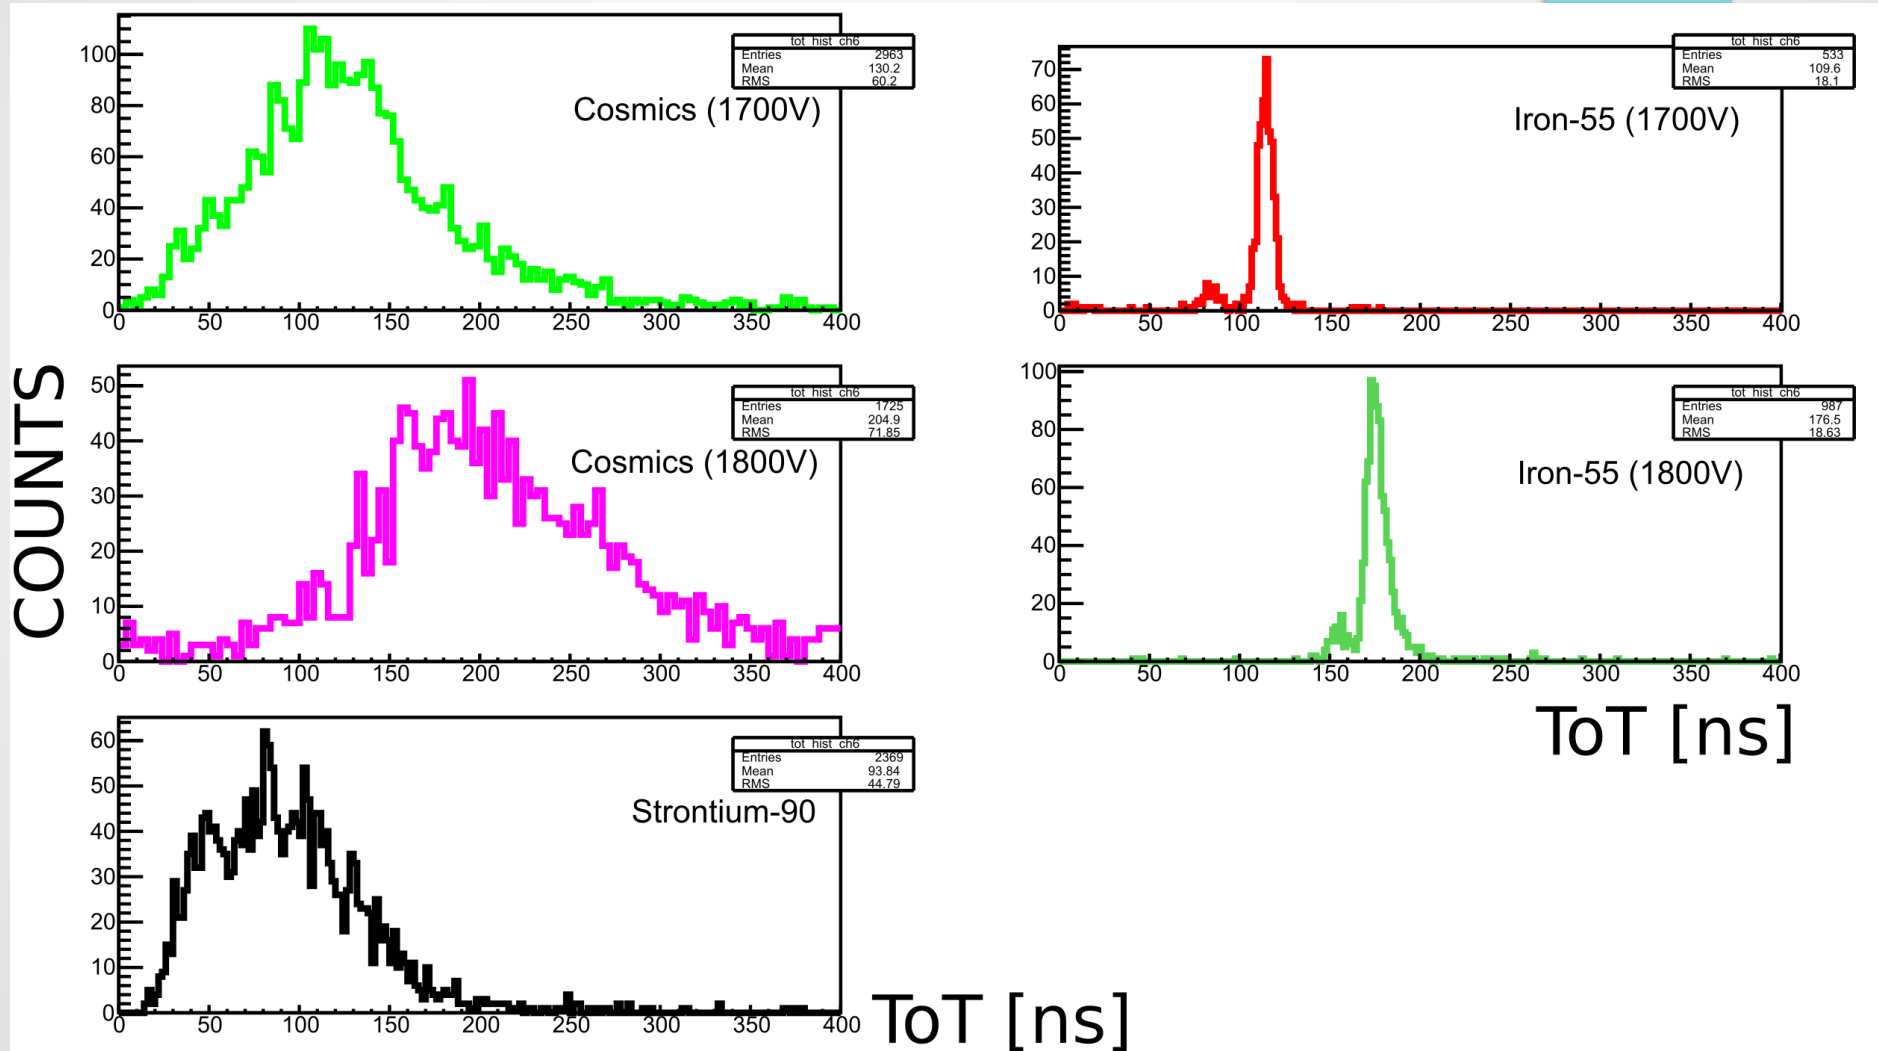 tot_hist_ch6
Entries 2963
Mean 130.2
RMS 60.2
Cosmics (1700V)
100
80
60
40
20
0
0 50 100 150 200 250 300 350 400
tot_hist_ch6
Entries 533
Mean 109.6
RMS 18.1
Iron-55 (1700V)
70
60
50
40
30
20
10
0
0 50 100 150 200 250 300 350 400
COUNTS
tot_hist_ch6
Entries 1725
Mean 204.9
RMS 71.85
Cosmics (1800V)
50
40
30
20
10
0
0 50 100 150 200 250 300 350 400
tot_hist_ch6
Entries 987
Mean 176.5
RMS 18.63
Iron-55 (1800V)
100
80
60
40
20
0
0 50 100 150 200 250 300 350 400
ToT [ns]
tot_hist_ch6
Entries 2369
Mean 93.84
RMS 44.79
Strontium-90
60
50
40
30
20
10
0
0 50 100 150 200 250 300 350 400
ToT [ns]